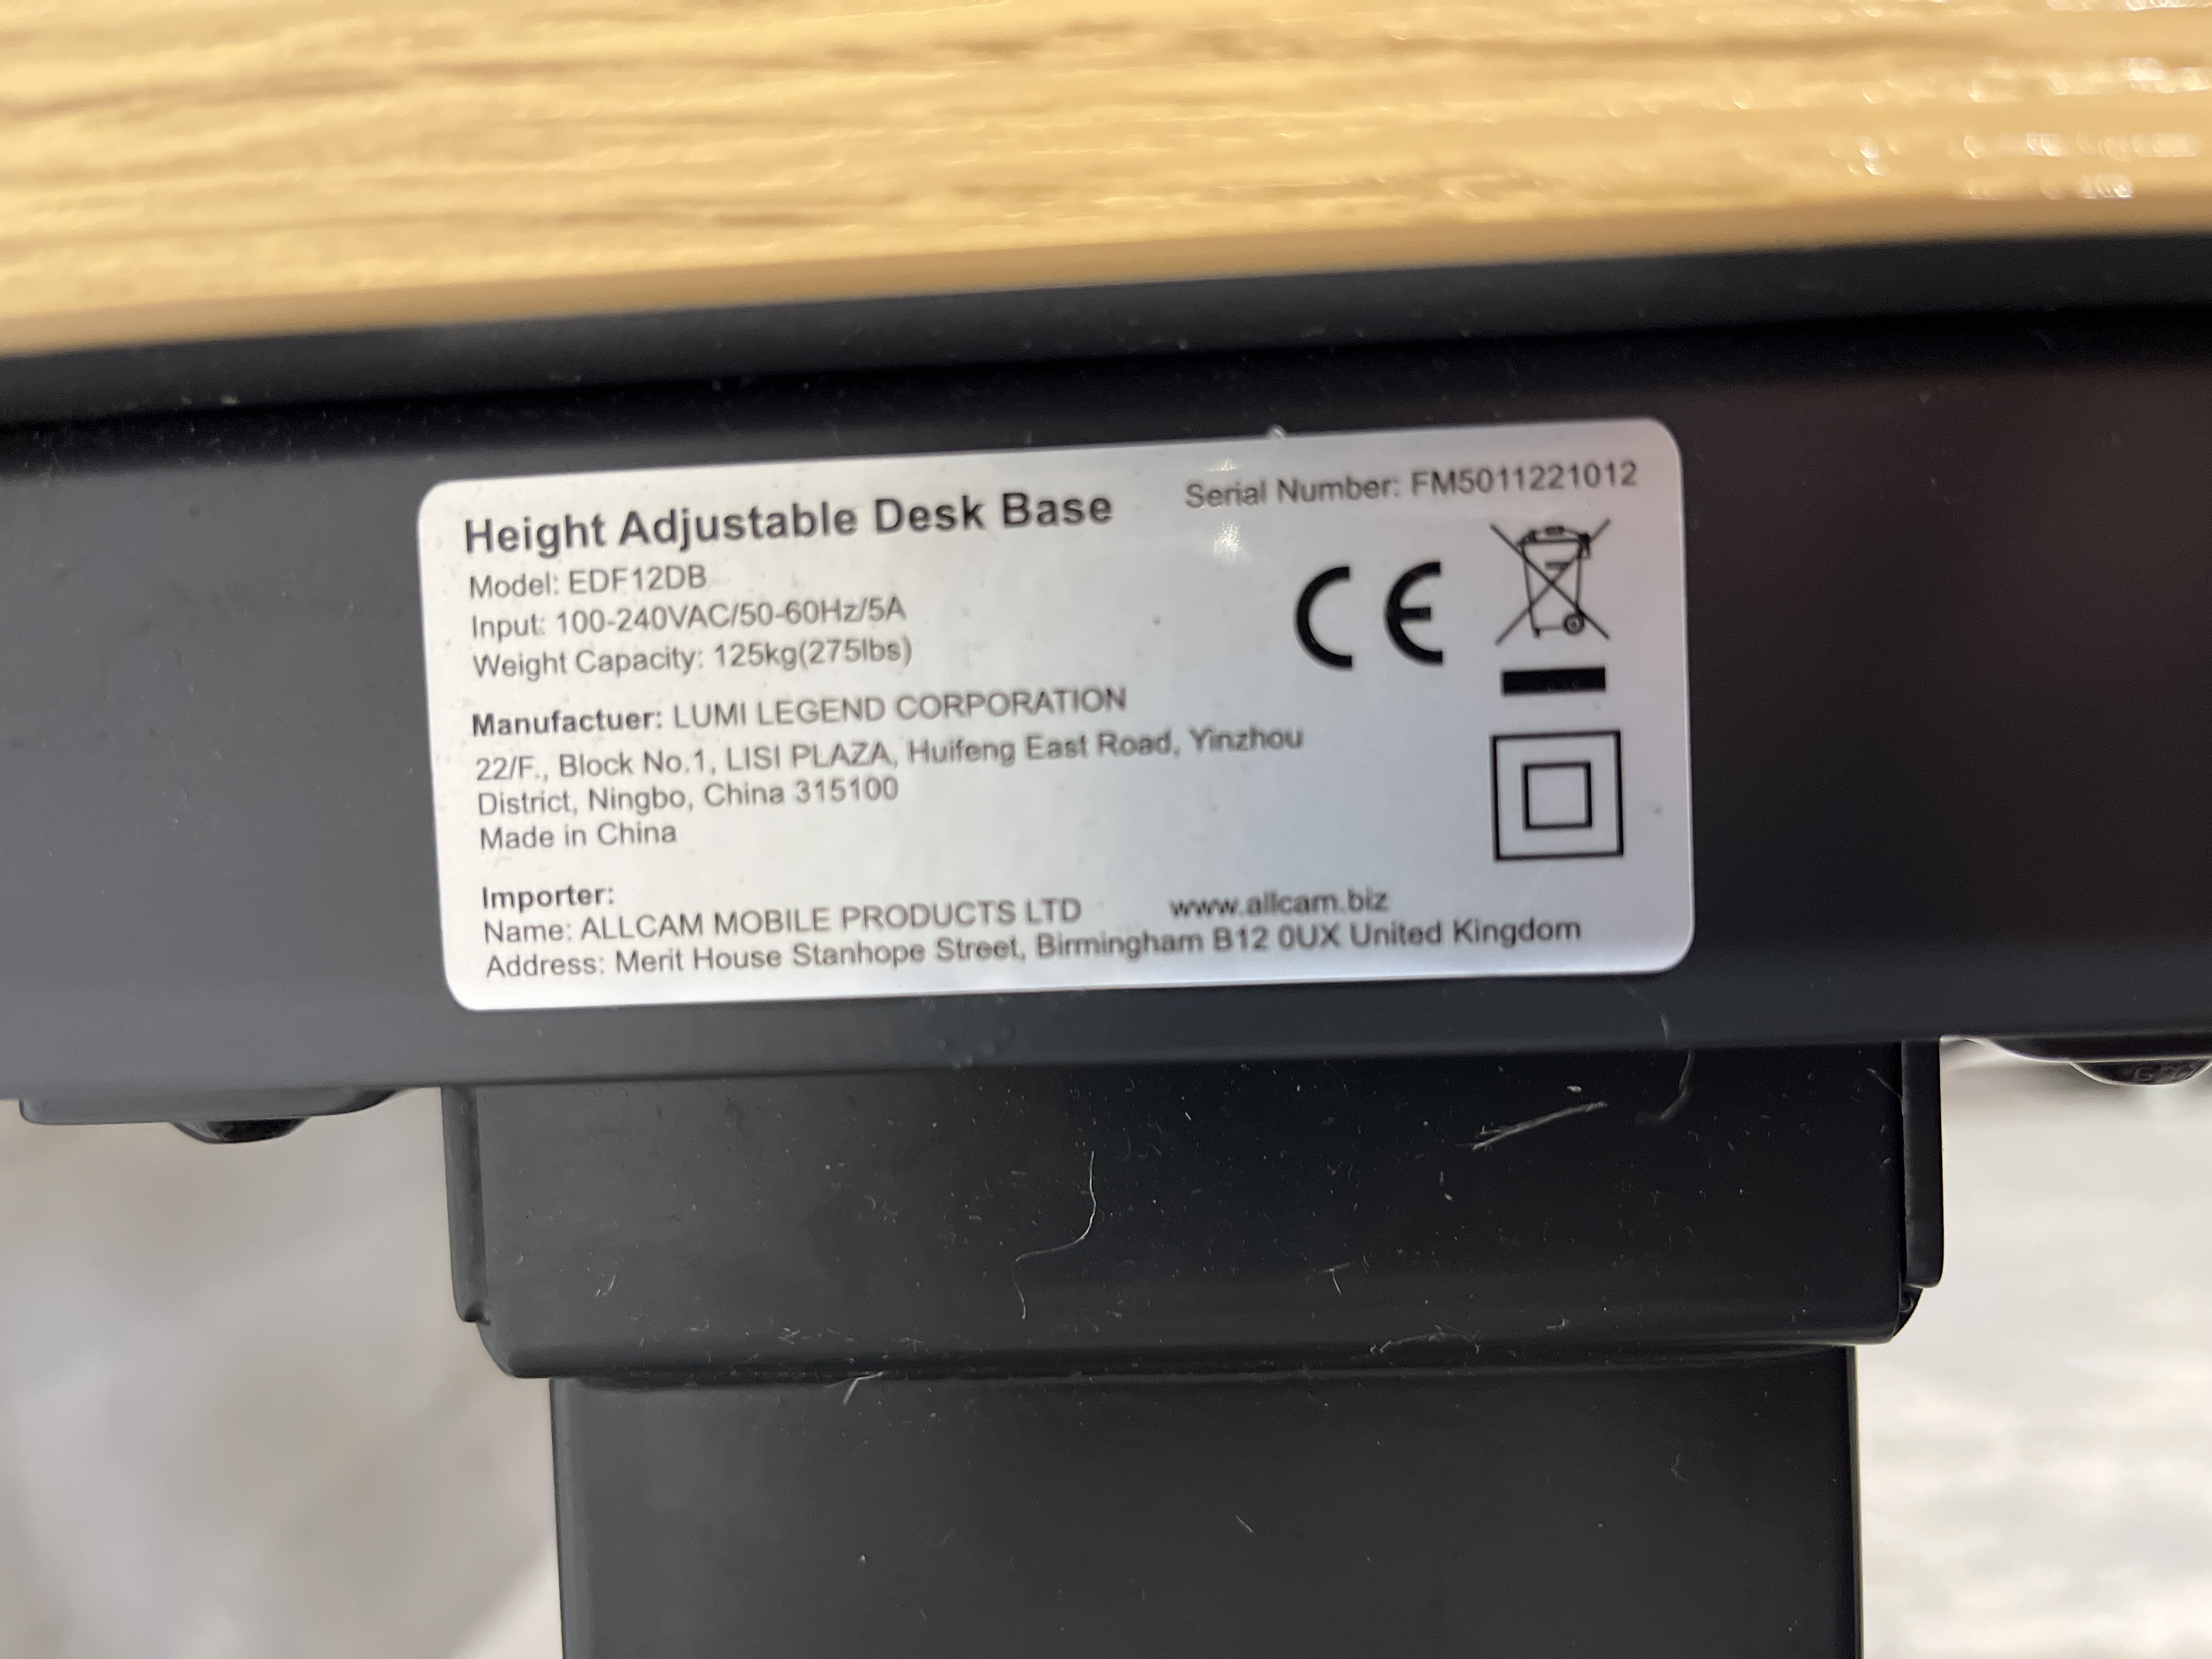 Height Adjustable Desk Base
Serial Number: FM5011221012
Model: EDF12DB
Input: 100-240VAC/50-60Hz/5A
Weight Capacity: 125kg(275lbs)
CE
Manufactuer: LUMI LEGEND CORPORATION
22/F., Block No.1, LISI PLAZA, Huifeng East Road, Yinzhou
District, Ningbo, China 315100
Made in China
Importer:
Name: ALLCAM MOBILE PRODUCTS LTD www.allcam.biz
Address: Merit House Stanhope Street, Birmingham B12 0UX United Kingdom